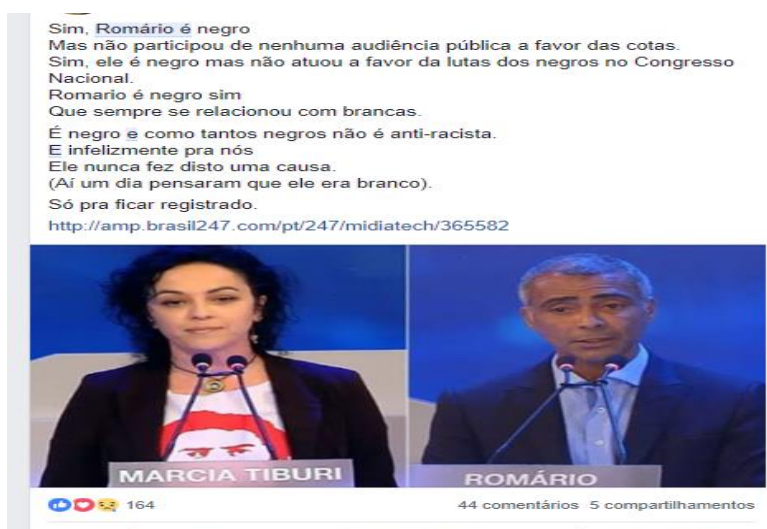 Sim, Romário é negro
Mas não participou de nenhuma audiência pública a favor das cotas.
Sim, ele é negro mas não atuou a favor da lutas dos negros no Congresso
Nacional.
Romario é negro sim
Que sempre se relacionou com brancas.
É negro e como tantos negros não é anti-racista.
E infelizmente pra nós
Ele nunca fez disto uma causa.
(Aí um dia pensaram que ele era branco).
Só pra ficar registrado.
http://amp.brasil247.com/pt/247/midiatech/365582
MARCIA TIBURI
ROMÁRIO
164
44 comentários 5 compartilhamentos